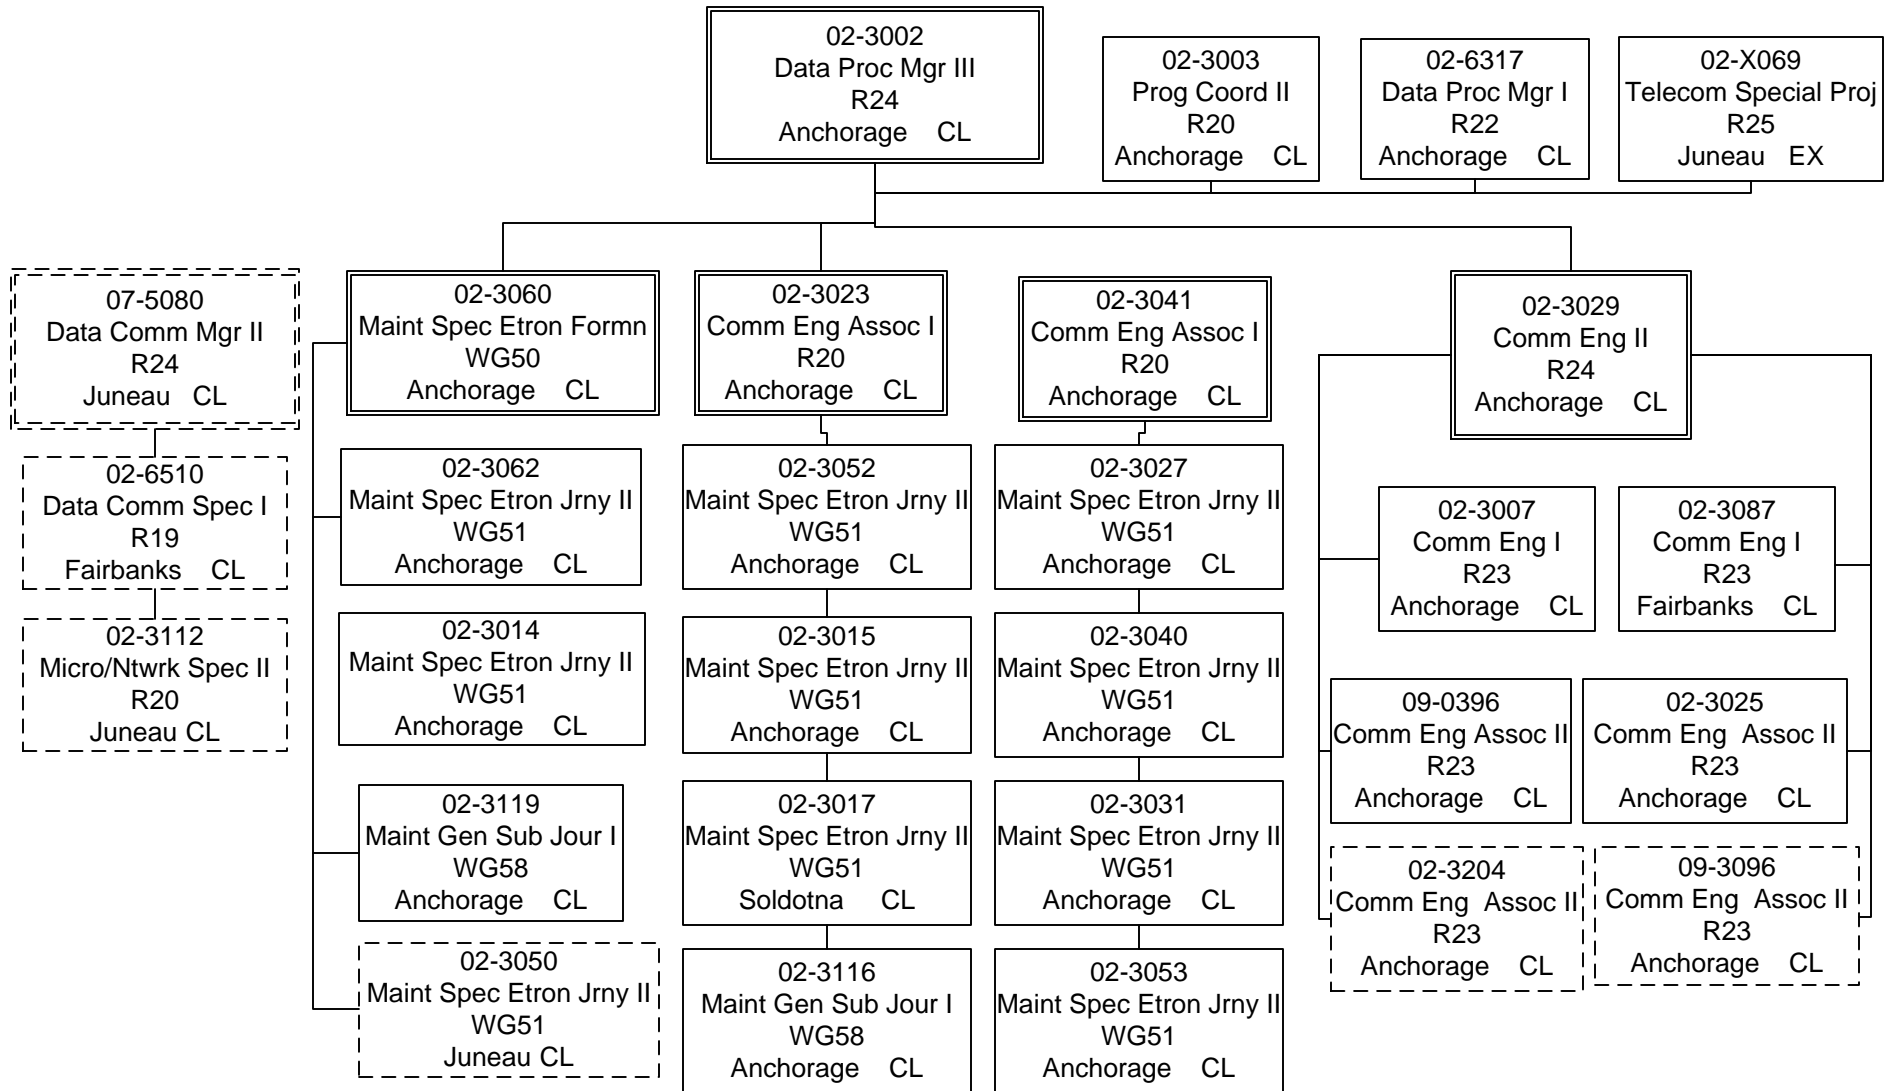 02-3002
Data Proc Mgr III
R24
Anchorage CL
02-3003
Prog Coord II
R20
Anchorage CL
02-6317
Data Proc Mgr I
R22
Anchorage CL
02-X069
Telecom Special Proj
R25
Juneau EX
07-5080
Data Comm Mgr II
R24
Juneau CL
02-6510
Data Comm Spec I
R19
Fairbanks CL
02-3112
Micro/Ntwrk Spec II
R20
Juneau CL
02-3060
Maint Spec Etron Formn
WG50
Anchorage CL
02-3062
Maint Spec Etron Jrny II
WG51
Anchorage CL
02-3014
Maint Spec Etron Jrny II
WG51
Anchorage CL
02-3119
Maint Gen Sub Jour I
WG58
Anchorage CL
02-3050
Maint Spec Etron Jrny II
WG51
Juneau CL
02-3023
Comm Eng Assoc I
R20
Anchorage CL
02-3052
Maint Spec Etron Jrny II
WG51
Anchorage CL
02-3015
Maint Spec Etron Jrny II
WG51
Anchorage CL
02-3017
Maint Spec Etron Jrny II
WG51
Soldotna CL
02-3116
Maint Gen Sub Jour I
WG58
Anchorage CL
02-3041
Comm Eng Assoc I
R20
Anchorage CL
02-3027
Maint Spec Etron Jrny II
WG51
Anchorage CL
02-3040
Maint Spec Etron Jrny II
WG51
Anchorage CL
02-3031
Maint Spec Etron Jrny II
WG51
Anchorage CL
02-3053
Maint Spec Etron Jrny II
WG51
Anchorage CL
02-3029
Comm Eng II
R24
Anchorage CL
02-3007
Comm Eng I
R23
Anchorage CL
02-3087
Comm Eng I
R23
Fairbanks CL
09-0396
Comm Eng Assoc II
R23
Anchorage CL
02-3025
Comm Eng Assoc II
R23
Anchorage CL
02-3204
Comm Eng Assoc II
R23
Anchorage CL
09-3096
Comm Eng Assoc II
R23
Anchorage CL